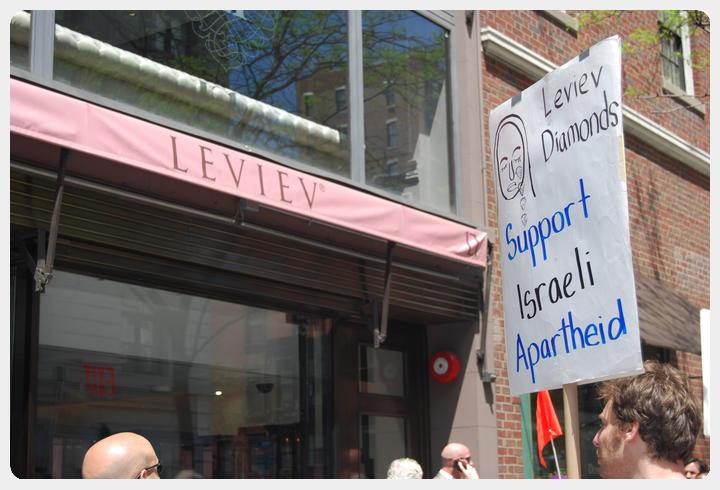 LEVIEV®
Leviev
Diamonds
Support
Israeli
Apartheid